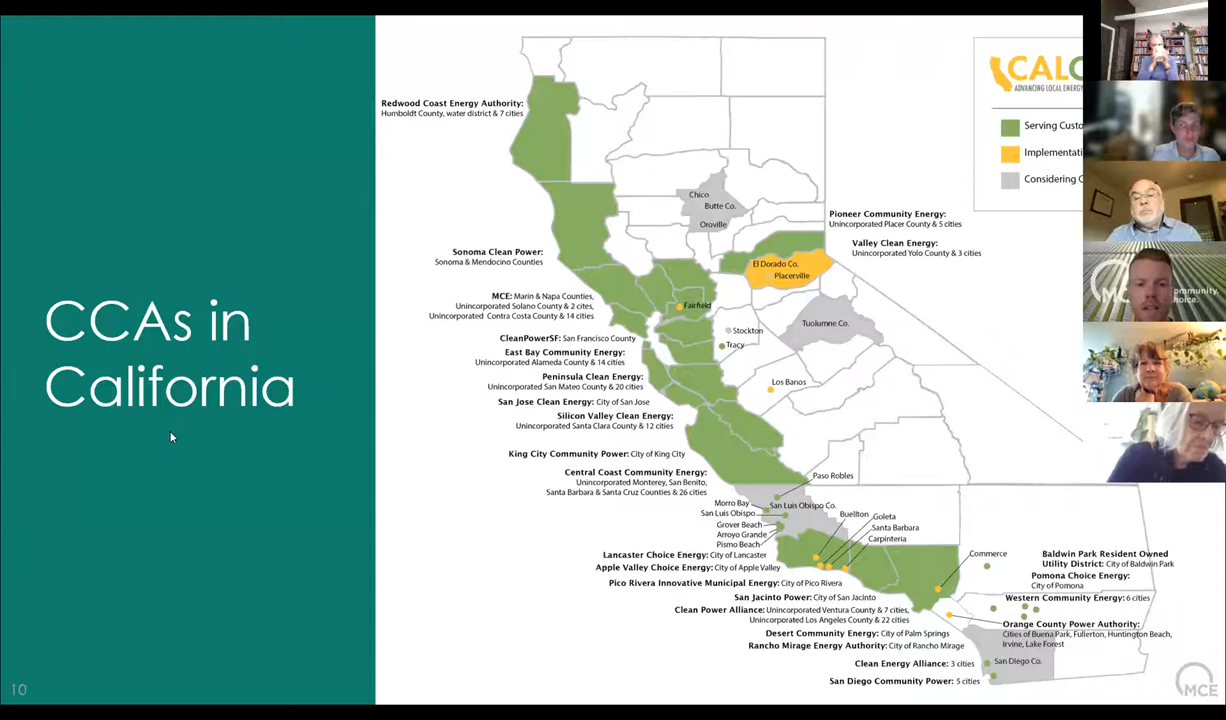 CCAs in
California
10
Redwood Coast Energy Authority:
Humboldt County, water district & 7 cities
Sonoma Clean Power:
Sonoma & Mendocino Counties
MCE: Marin & Napa Counties,
Unincorporated Solano County & 2 cites,
Unincorporated Contra Costa County & 14 cities
CleanPowerSF: San Francisco County
East Bay Community Energy:
Unincorporated Alameda County & 14 cities
Peninsula Clean Energy:
Unincorporated San Mateo County & 20 cities
San Jose Clean Energy: City of San Jose
Silicon Valley Clean Energy:
Unincorporated Santa Clara County & 12 cities
King City Community Power: City of King City
Central Coast Community Energy:
Unincorporated Monterey, San Benito,
Santa Barbara & Santa Cruz Counties & 26 cities
Morro Bay
San Luis Obispo
Grover Beach
Arroyo Grande
Pismo Beach
Lancaster Choice Energy: City of Lancaster
Apple Valley Choice Energy: City of Apple Valley
Pico Rivera Innovative Municipal Energy: City of Pico Rivera
San Jacinto Power: City of San Jacinto
Clean Power Alliance: Unincorporated Ventura County & 7 cities,
Unincorporated Los Angeles County & 22 cities
Desert Community Energy: City of Palm Springs
Rancho Mirage Energy Authority: City of Rancho Mirage
Clean Energy Alliance: 3 cities
San Diego Community Power: 5 cities
Chico
Butte Co.
Oroville
El Dorado Co.
Placerville
Fairfield
Stockton
Tracy
Tuolumne Co.
Los Banos
Paso Robles
San Luis Obispo Co.
Buellton
Goleta
Santa Barbara
Carpinteria
Commerce
San Diego Co.
Pioneer Community Energy:
Unincorporated Placer County & 5 cities
Valley Clean Energy:
Unincorporated Yolo County & 3 cities
Baldwin Park Resident Owned
Utility District: City of Baldwin Park
Pomona Choice Energy:
City of Pomona
Western Community Energy: 6 cities
Orange County Power Authority:
Cities of Buena Park, Fullerton, Huntington Beach,
Irvine, Lake Forest
CALC
ADVANCING LOCAL ENERGY
Serving Custo
Implementati
Considering C
MCE